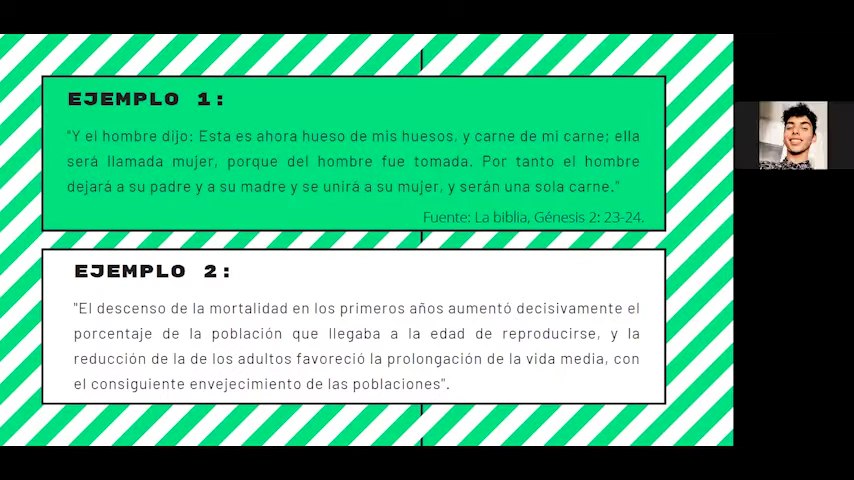 EJEMPLO 1:
"Y el hombre dijo: Esta es ahora hueso de mis huesos, y carne de mi carne; ella
será llamada mujer, porque del hombre fue tomada. Por tanto el hombre
dejará a su padre y a su madre y se unirá a su mujer, y serán una sola carne."
Fuente: La biblia, Génesis 2: 23-24.
EJEMPLO 2:
"El descenso de la mortalidad en los primeros años aumentó decisivamente el
porcentaje de la población que llegaba a la edad de reproducirse, y la
reducción de la de los adultos favoreció la prolongación de la vida media, con
el consiguiente envejecimiento de las poblaciones".